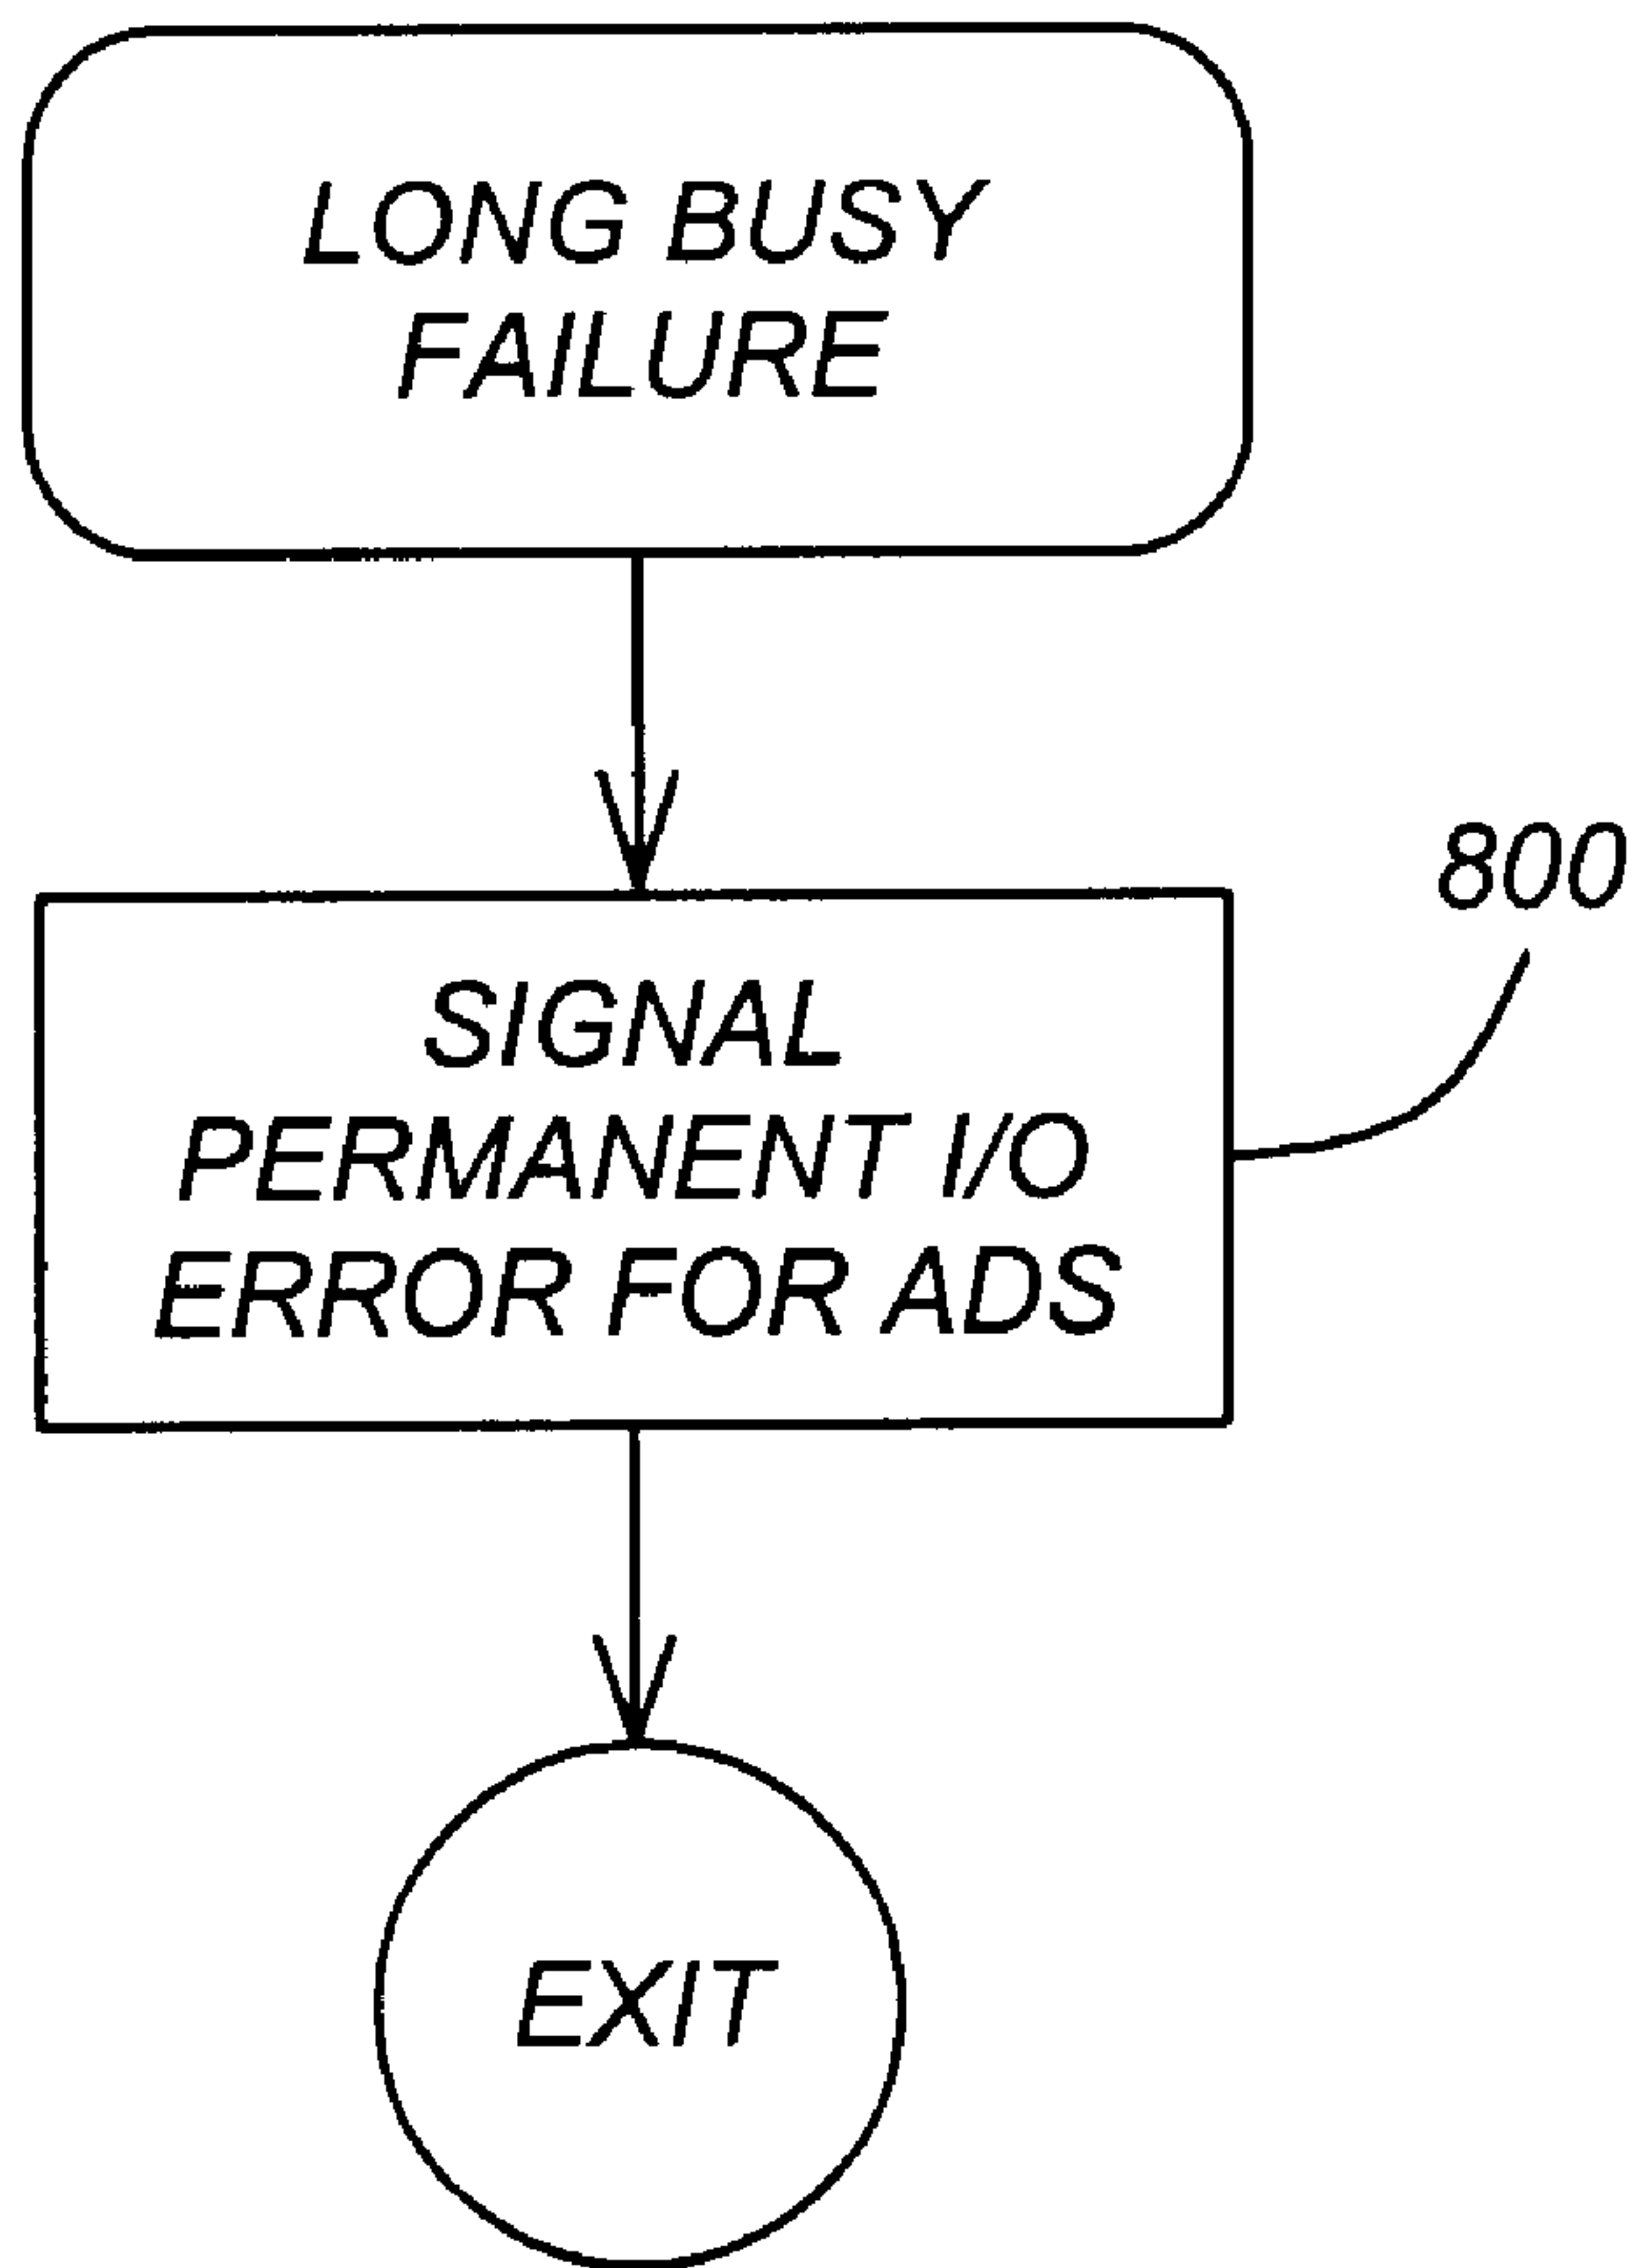 LONG BUSY
FAILURE
800
SIGNAL
PERMANENT I/O
ERROR FOR ADS
EXIT